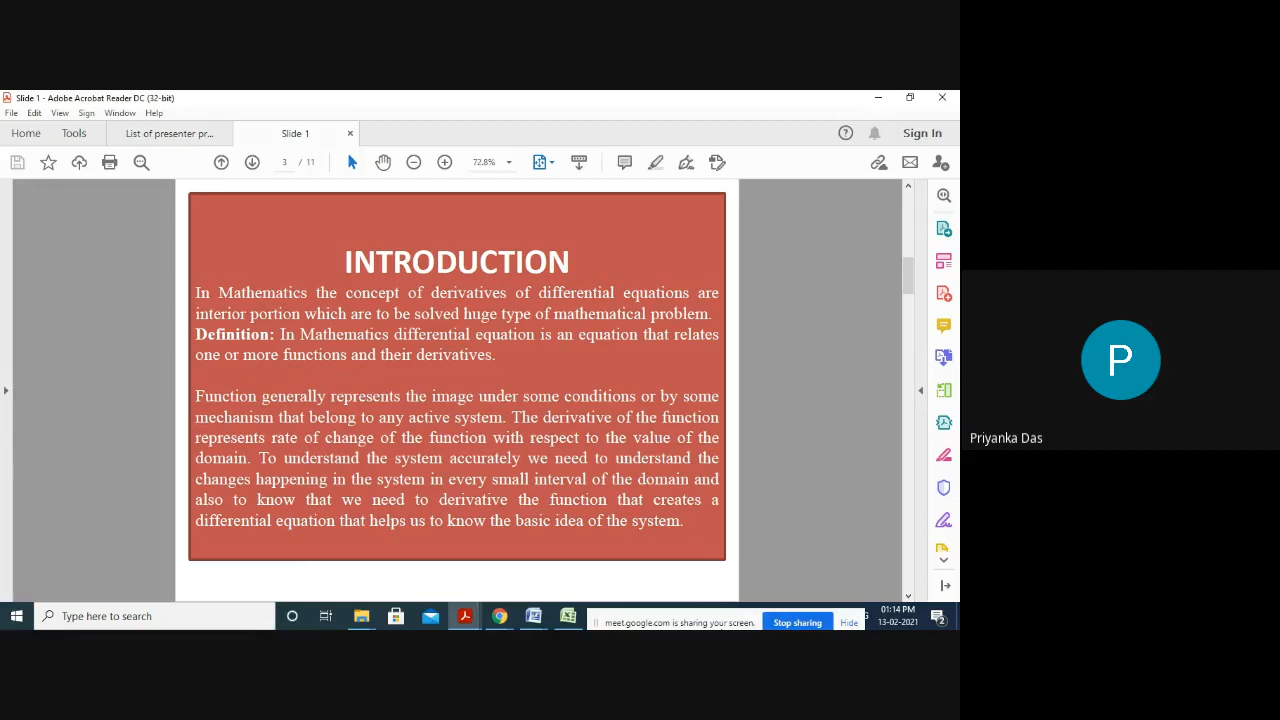 Slide 1 - Adobe Acrobat Reader DC (32-bit)
File Edit View Sign Window Help
Home Tools List of presenter pr... Slide 1 × Sign In
3 / 11 72.8%
INTRODUCTION
In Mathematics the concept of derivatives of differential equations are
interior portion which are to be solved huge type of mathematical problem.
Definition: In Mathematics differential equation is an equation that relates
one or more functions and their derivatives.
Function generally represents the image under some conditions or by some
mechanism that belong to any active system. The derivative of the function
represents rate of change of the function with respect to the value of the
domain. To understand the system accurately we need to understand the
changes happening in the system in every small interval of the domain and
also to know that we need to derivative the function that creates a
differential equation that helps us to know the basic idea of the system.
P
Priyanka Das
Type here to search
meet.google.com is sharing your screen. Stop sharing Hide
01:14 PM
13-02-2021
2